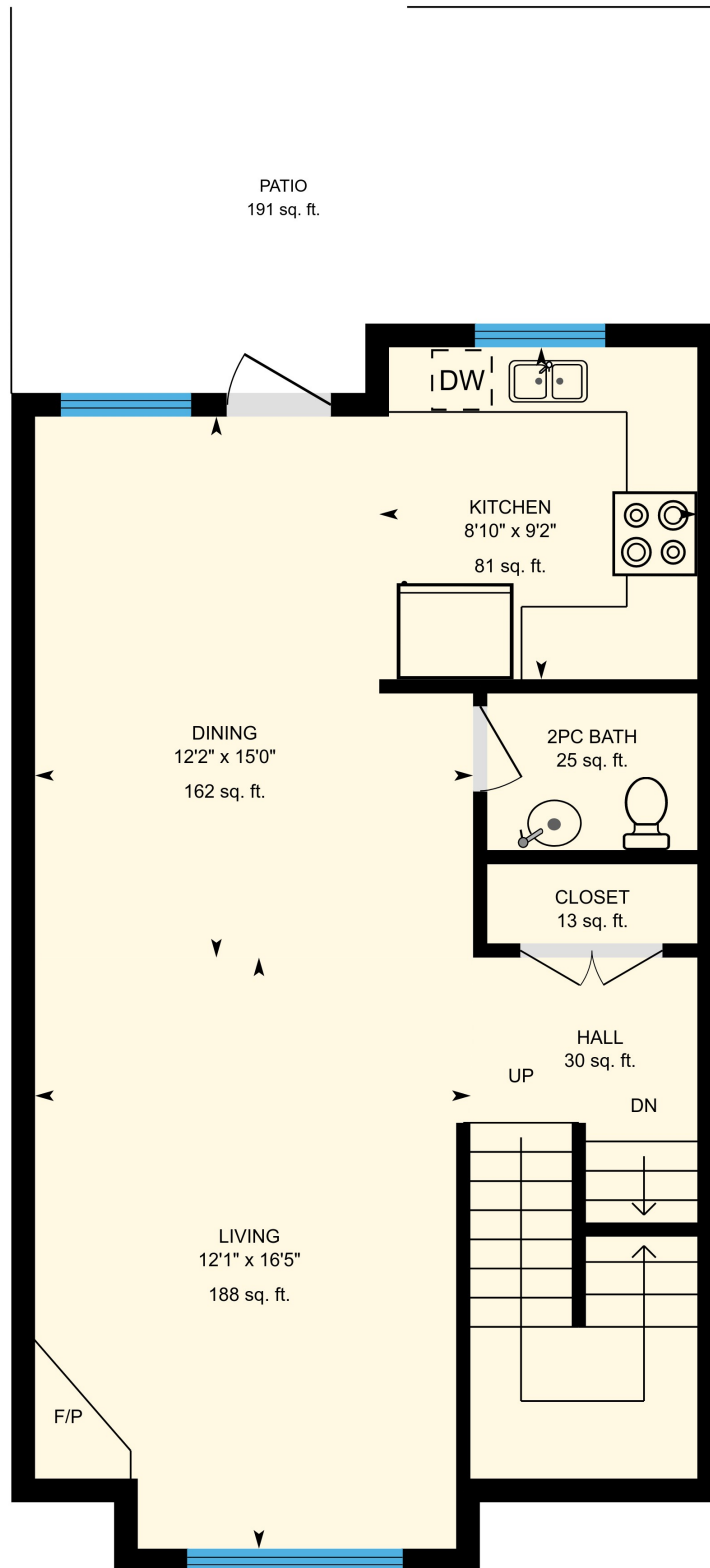 PATIO
191 sq. ft.
DW
KITCHEN
8'10" x 9'2"
81 sq. ft.
DINING
12'2" x 15'0"
162 sq. ft.
2PC BATH
25 sq. ft.
CLOSET
13 sq. ft.
HALL
30 sq. ft.
UP
DN
LIVING
12'1" x 16'5"
188 sq. ft.
F/P